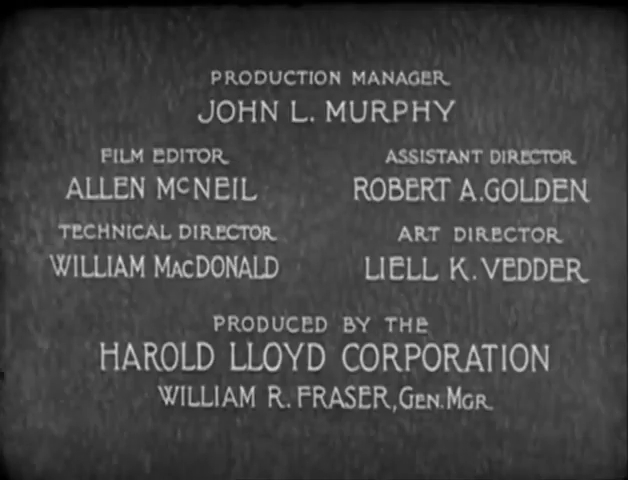 PRODUCTION MANAGER
JOHN L. MURPHY
FILM EDITOR
ALLEN McNEIL
ASSISTANT DIRECTOR
ROBERT A. GOLDEN
TECHNICAL DIRECTOR
WILLIAM MacDONALD
ART DIRECTOR
LIELL K. VEDDER
PRODUCED BY THE
HAROLD LLOYD CORPORATION
WILLIAM R. FRASER, GEN. MGR.